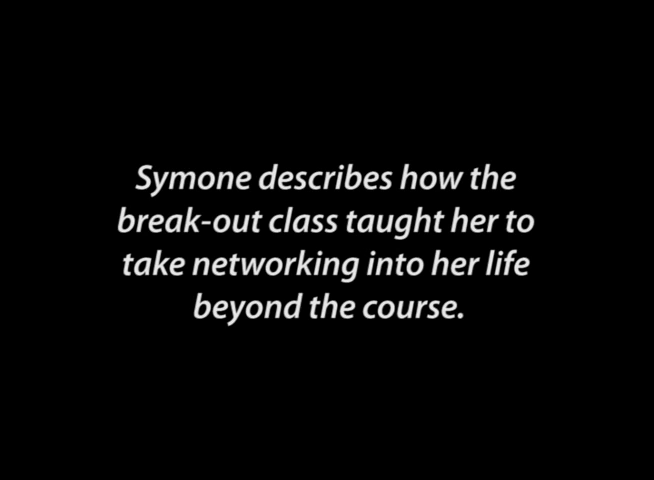 Symone describes how the
break-out class taught her to
take networking into her life
beyond the course.